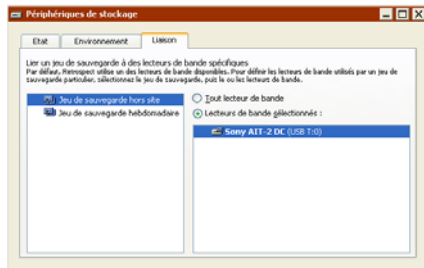 Périphériques de stockage
Etat Environnement Liaison
Lier un jeu de sauvegarde à des lecteurs de bande spécifiques
Par défaut, Retrospect utilise un des lecteurs de bande disponibles. Pour définir les lecteurs de bande utilisés par un jeu de
sauvegarde particulier, sélectionnez le jeu de sauvegarde, puis le ou les lecteurs de bande.
Jeu de sauvegarde hors site
Jeu de sauvegarde hebdomadaire
Tout lecteur de bande
Lecteurs de bande sélectionnés :
Sony AIT-2 DC (USB T:0)